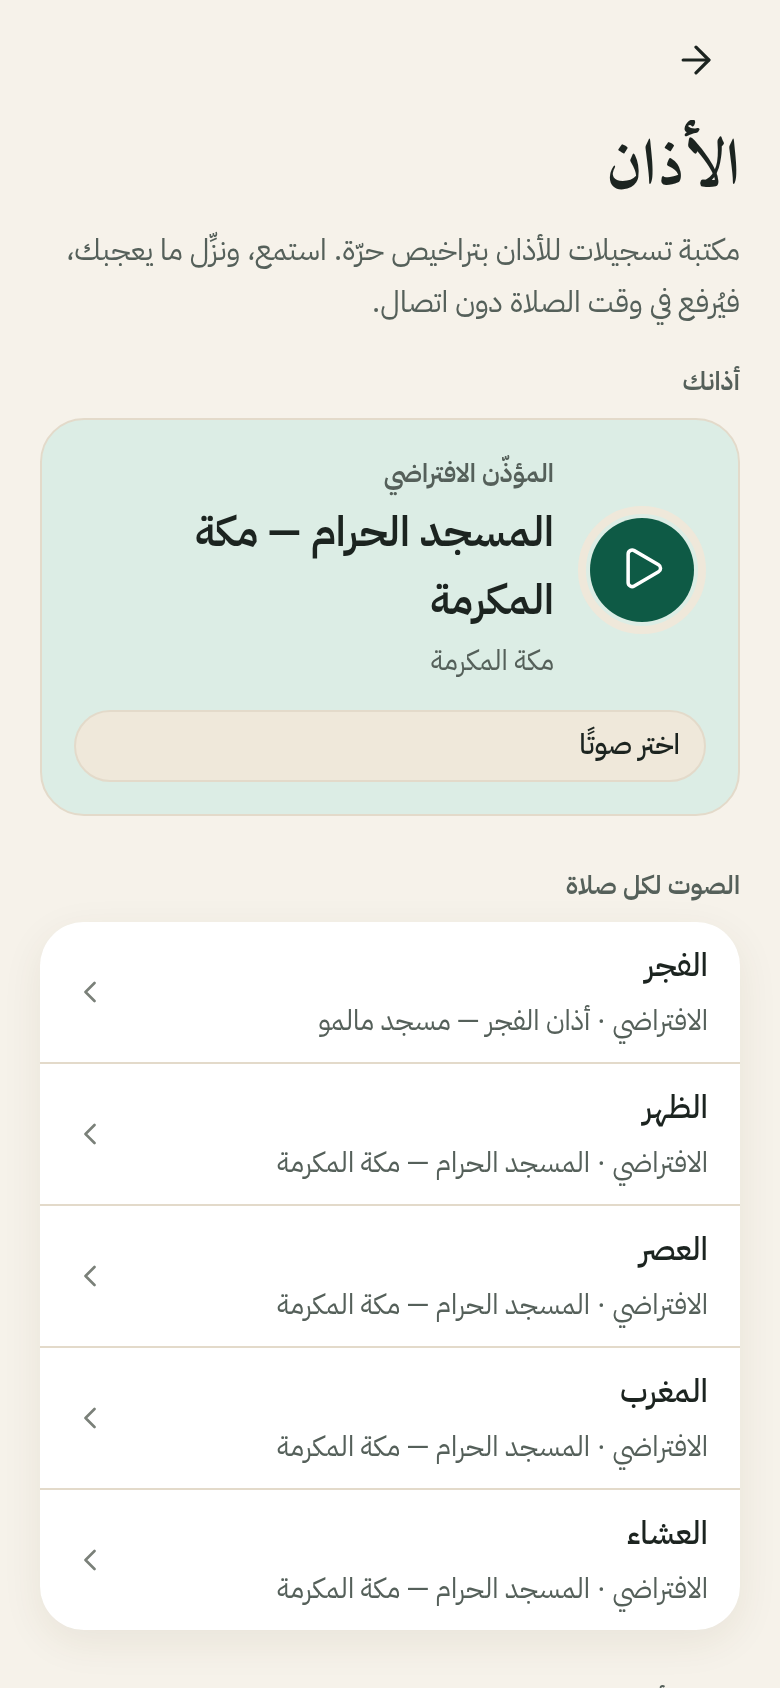 الأذان
مكتبة تسجيلات للأذان بتراخيص حرّة. استمع، ونزِّل ما يعجبك،
فيُرفع في وقت الصلاة دون اتصال.
أذانك
المؤذّن الافتراضي
المسجد الحرام — مكة
المكرمة
مكة المكرمة
اختر صوتًا
الصوت لكل صلاة
الفجر
الافتراضي · أذان الفجر — مسجد مالمو
الظهر
الافتراضي · المسجد الحرام — مكة المكرمة
العصر
الافتراضي · المسجد الحرام — مكة المكرمة
المغرب
الافتراضي · المسجد الحرام — مكة المكرمة
العشاء
الافتراضي · المسجد الحرام — مكة المكرمة